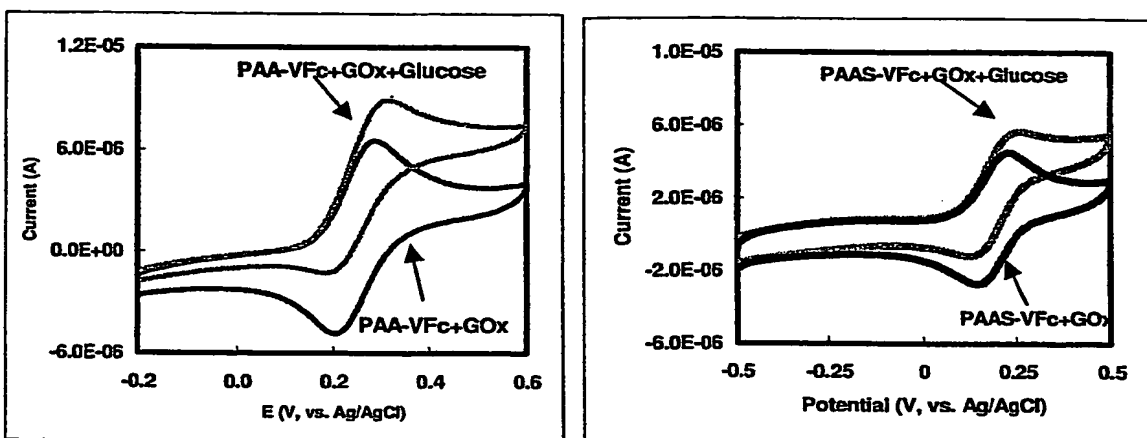 1.2E-05
6.0E-06
0.0E+00
-6.0E-06
Current (A)
PAA-VFc+GOx+Glucose
PAA-VFc+GOx
-0.2 0.0 0.2 0.4 0.6
E (V, vs. Ag/AgCl)
1.0E-05
6.0E-06
2.0E-06
-2.0E-06
-6.0E-06
Current (A)
PAAS-VFc+GOx+Glucose
PAAS-VFc+GOx
-0.5 -0.25 0 0.25 0.5
Potential (V, vs. Ag/AgCl)